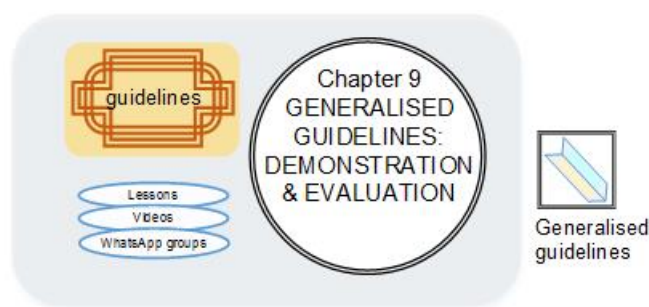 guidelines
Chapter 9
GENERALISED
GUIDELINES:
DEMONSTRATION
& EVALUATION
Lessons
Videos
WhatsApp groups
Generalised
guidelines